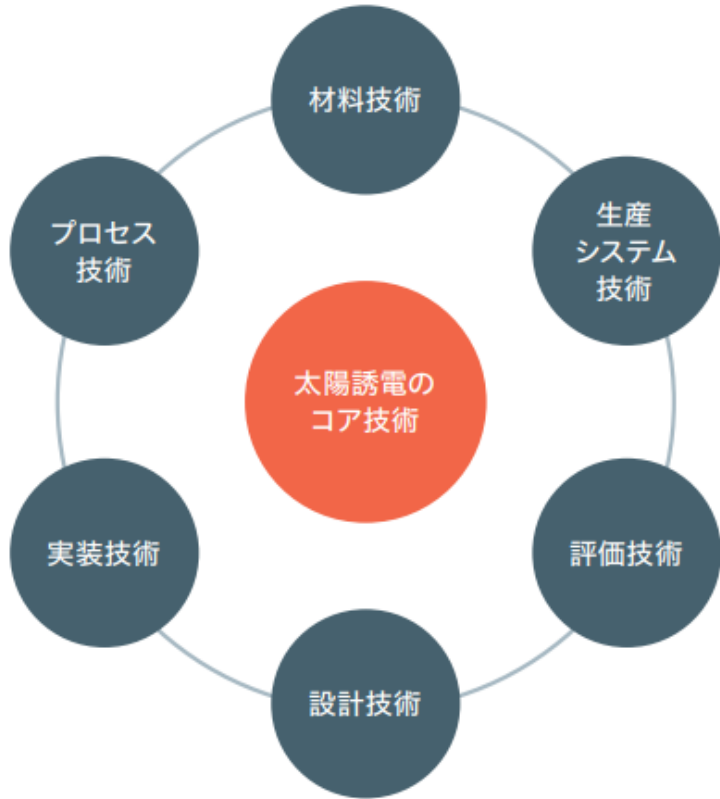 材料技術
プロセス
技術
生産
システム
技術
太陽誘電の
コア技術
実装技術
評価技術
設計技術